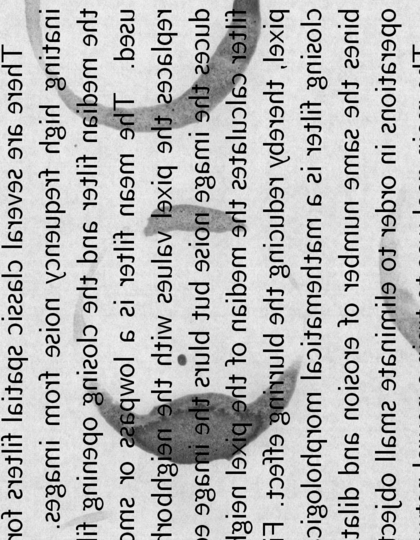 There are several classic spatial filters for
inating high frequency noise from images
the median filter and the closing opening fil
used. The mean filter is a lowpass or smo
replaces the pixel values with the neighborh
duces the image noise but blurs the image e
filter calculates the median of the pixel neigh
pixel, thereby reducing the blurring effect. Fi
closing filter is a mathematical morphologic
bines the same number of erosion and dilati
operations in order to eliminate small object